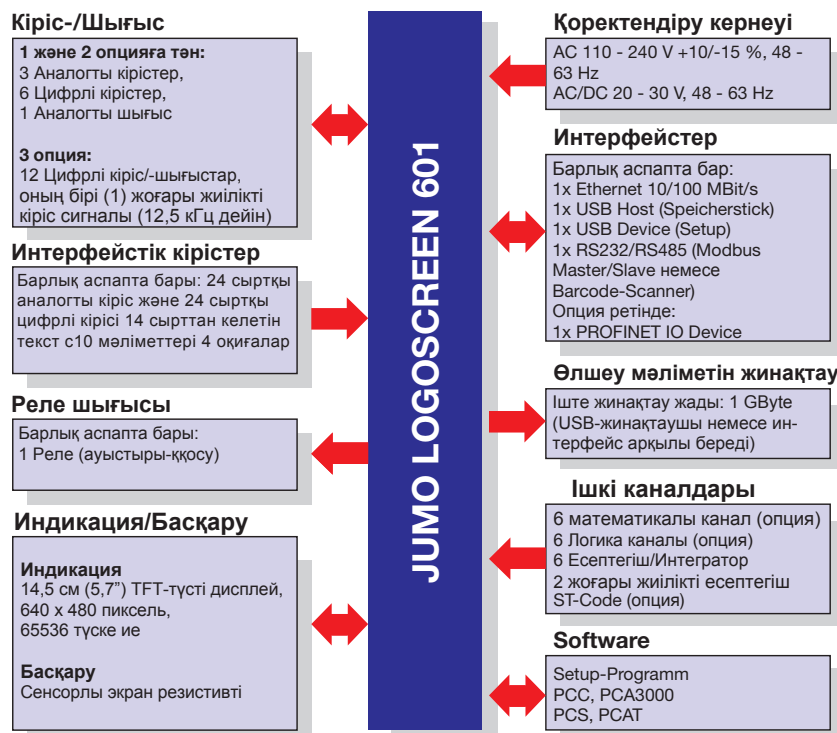 Кіріс-/Шығыс
1 және 2 опцияға тән:
3 Аналогты кірістер,
6 Цифрлі кірістер,
1 Аналогты шығыс
3 опция:
12 Цифрлі кіріс/-шығыстар,
оның бірі (1) жоғары жиілікті
кіріс сигналы (12,5 кГц дейін)
Интерфейстік кірістер
Барлық аспапта бары: 24 сыртқы
аналогты кіріс және 24 сыртқы
цифрлі кірісі 14 сырттан келетін
текст с10 мәліметтері 4 оқиғалар
Реле шығысы
Барлық аспапта бары:
1 Реле (ауыстыры-ққосу)
Индикация/Басқару
Индикация
14,5 см (5,7”) TFT-түсті дисплей,
640 x 480 пиксель,
65536 түске ие
Басқару
Сенсорлы экран резистивті
JUMO LOGOSCREEN 601
Қоректендіру кернеуі
AC 110 - 240 V +10/-15 %, 48 -
63 Hz
AC/DC 20 - 30 V, 48 - 63 Hz
Интерфейстер
Барлық аспапта бар:
1x Ethernet 10/100 MBit/s
1x USB Host (Speicherstick)
1x USB Device (Setup)
1x RS232/RS485 (Modbus
Master/Slave немесе
Barcode-Scanner)
Опция ретінде:
1x PROFINET IO Device
Өлшеу мәліметін жинақтау
Іште жинақтау жады: 1 GByte
(USB-жинақтаушы немесе ин-
терфейс арқылы береді)
Ішкі каналдары
6 математикалы канал (опция)
6 Логика каналы (опция)
6 Есептегіш/Интегратор
2 жоғары жиілікті есептегіш
ST-Code (опция)
Software
Setup-Programm
PCC, PCA3000
PCS, PCAT